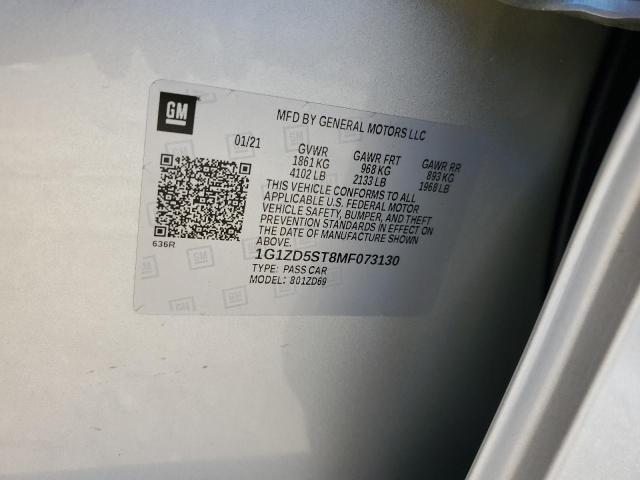 GM
MFD BY GENERAL MOTORS LLC
01/21
GVWR GAWR FRT GAWR RR
1861 KG 968 KG 893 KG
4102 LB 2133 LB 1968 LB
THIS VEHICLE CONFORMS TO ALL
APPLICABLE U.S. FEDERAL MOTOR
VEHICLE SAFETY, BUMPER, AND THEFT
PREVENTION STANDARDS IN EFFECT ON
THE DATE OF MANUFACTURE SHOWN
ABOVE.
636R
1G1ZD5ST8MF073130
TYPE: PASS CAR
MODEL: 801ZD69